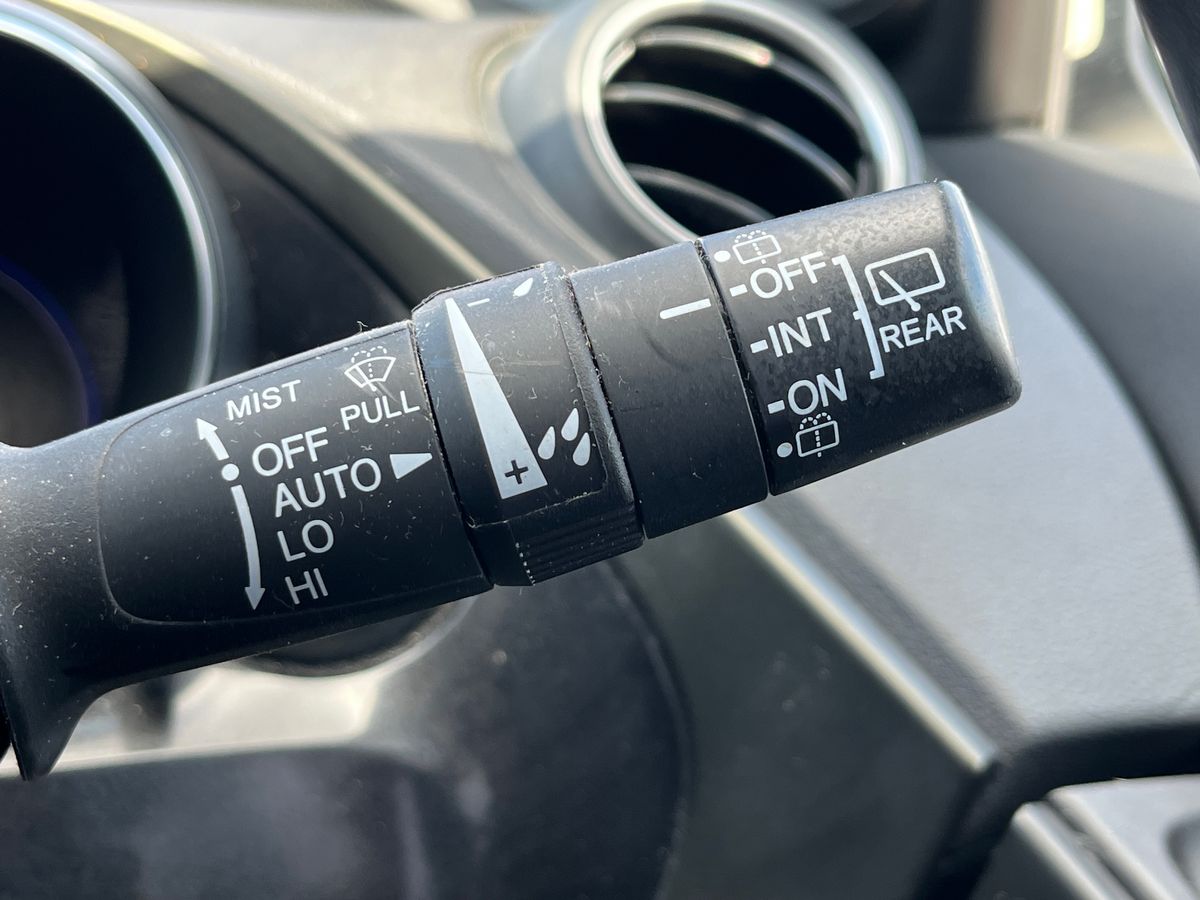 MIST
PULL
OFF
AUTO
LO
HI
- +
OFF
INT
ON
REAR